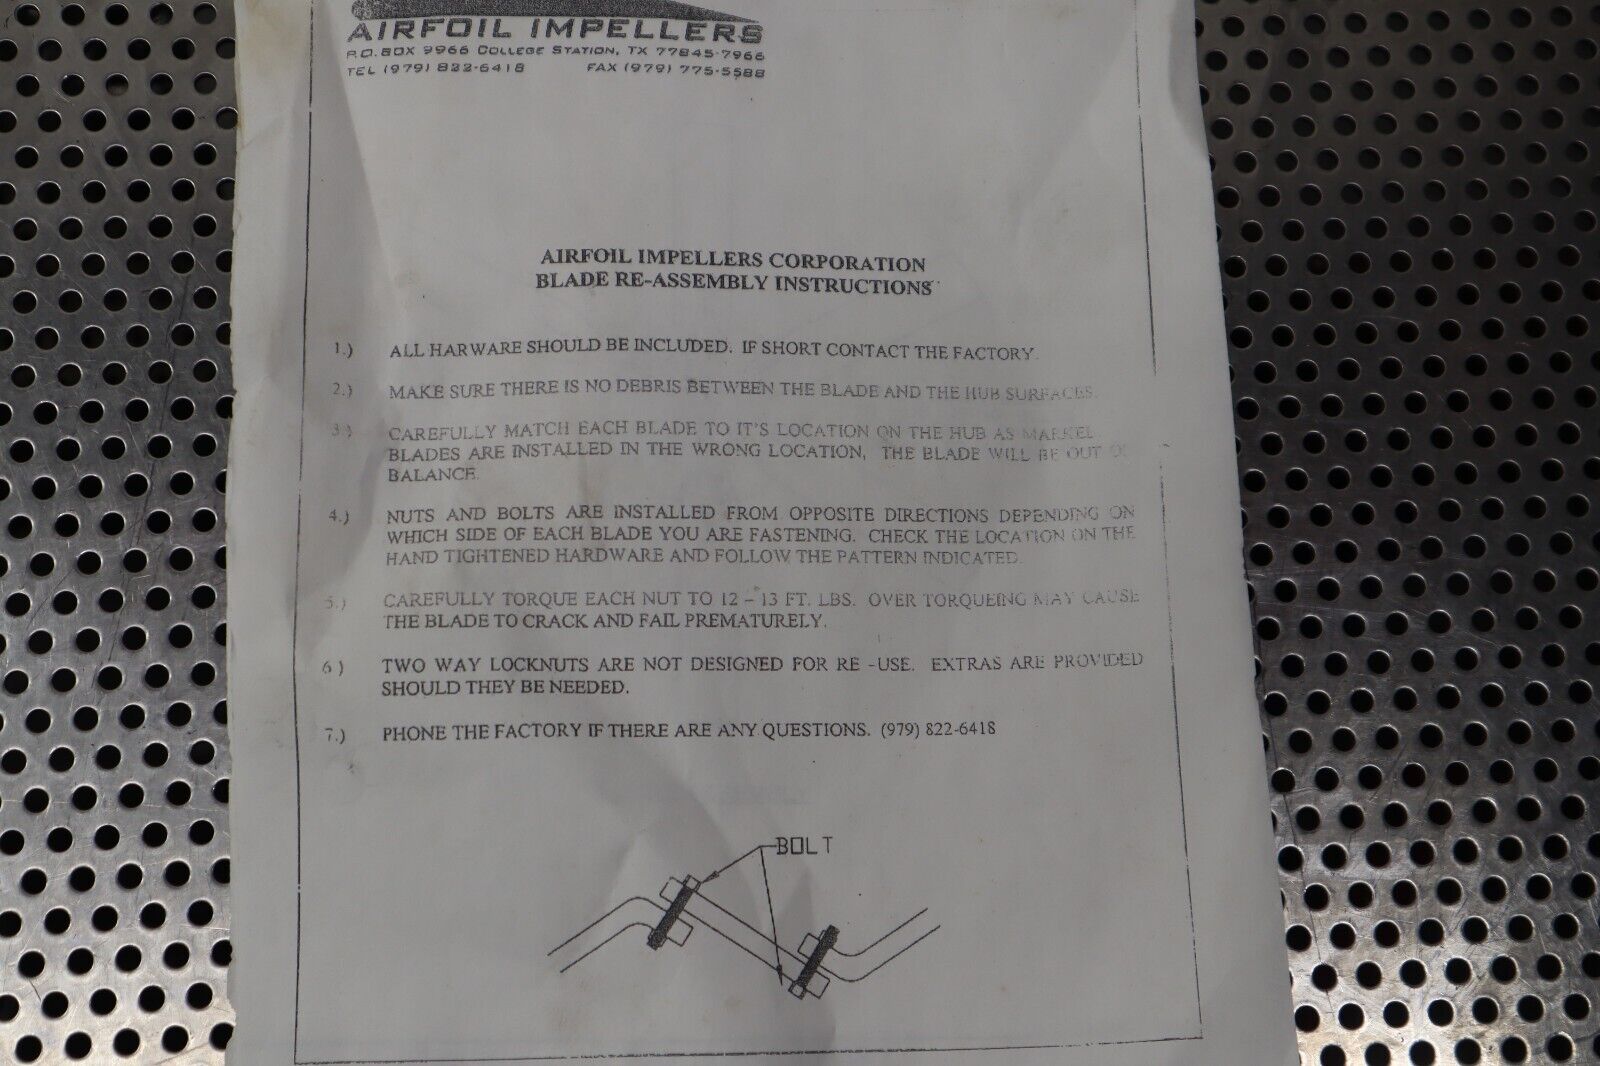 AIRFOIL IMPELLERS
P.O. BOX 9966 COLLEGE STATION, TX 77845-7966
TEL (979) 822-6418 FAX (979) 775-5588
AIRFOIL IMPELLERS CORPORATION
BLADE RE-ASSEMBLY INSTRUCTIONS
1.) ALL HARWARE SHOULD BE INCLUDED. IF SHORT CONTACT THE FACTORY.
2.) MAKE SURE THERE IS NO DEBRIS BETWEEN THE BLADE AND THE HUB SURFACES.
3.) CAREFULLY MATCH EACH BLADE TO IT'S LOCATION ON THE HUB AS
BLADES ARE INSTALLED IN THE WRONG LOCATION, THE BLADE WILL BE OUT
BALANCE.
4.) NUTS AND BOLTS ARE INSTALLED FROM OPPOSITE DIRECTIONS DEPENDING ON
WHICH SIDE OF EACH BLADE YOU ARE FASTENING. CHECK THE LOCATION ON THE
HAND TIGHTENED HARDWARE AND FOLLOW THE PATTERN INDICATED.
5.) CAREFULLY TORQUE EACH NUT TO 12 – 13 FT. LBS. OVER TORQUEING MAY CAUSE
THE BLADE TO CRACK AND FAIL PREMATURELY.
6.) TWO WAY LOCKNUTS ARE NOT DESIGNED FOR RE -USE. EXTRAS ARE PROVIDED
SHOULD THEY BE NEEDED.
7.) PHONE THE FACTORY IF THERE ARE ANY QUESTIONS. (979) 822-6418
BOLT